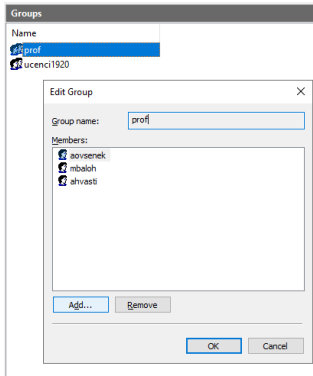 Groups
Name
prof
ucenci1920
Edit Group
Group name:
prof
Members:
aovsenek
mbaloh
ahvasti
Add...
Remove
OK
Cancel